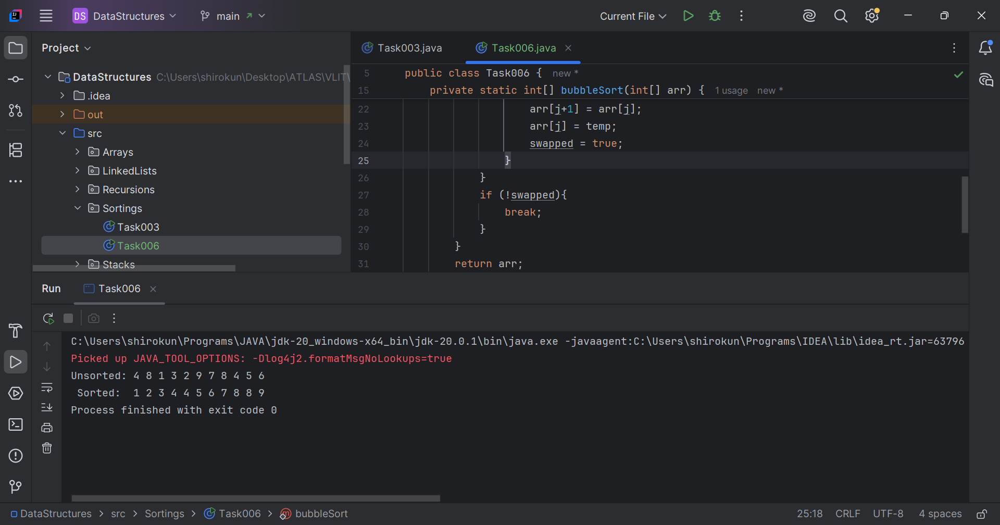 DS DataStructures main Current File
Project
DataStructures C:\Users\shirokun\Desktop\ATLAS\VLIT\
.idea
out
src
Arrays
LinkedLists
Recursions
Sortings
Task003
Task006
Stacks
Task003.java Task006.java
5 public class Task006 { new *
15 private static int[] bubbleSort(int[] arr) { 1 usage new *
22 arr[j+1] = arr[j];
23 arr[j] = temp;
24 swapped = true;
25 }
26 }
27 if (!swapped){
28 break;
29 }
30 }
31 return arr;
Run Task006
C:\Users\shirokun\Programs\JAVA\jdk-20_windows-x64_bin\jdk-20.0.1\bin\java.exe -javaagent:C:\Users\shirokun\Programs\IDEA\lib\idea_rt.jar=63796
Picked up JAVA_TOOL_OPTIONS: -Dlog4j2.formatMsgNoLookups=true
Unsorted: 4 8 1 3 2 9 7 8 4 5 6
Sorted: 1 2 3 4 4 5 6 7 8 8 9
Process finished with exit code 0
DataStructures > src > Sortings > Task006 > bubbleSort 25:18 CRLF UTF-8 4 spaces